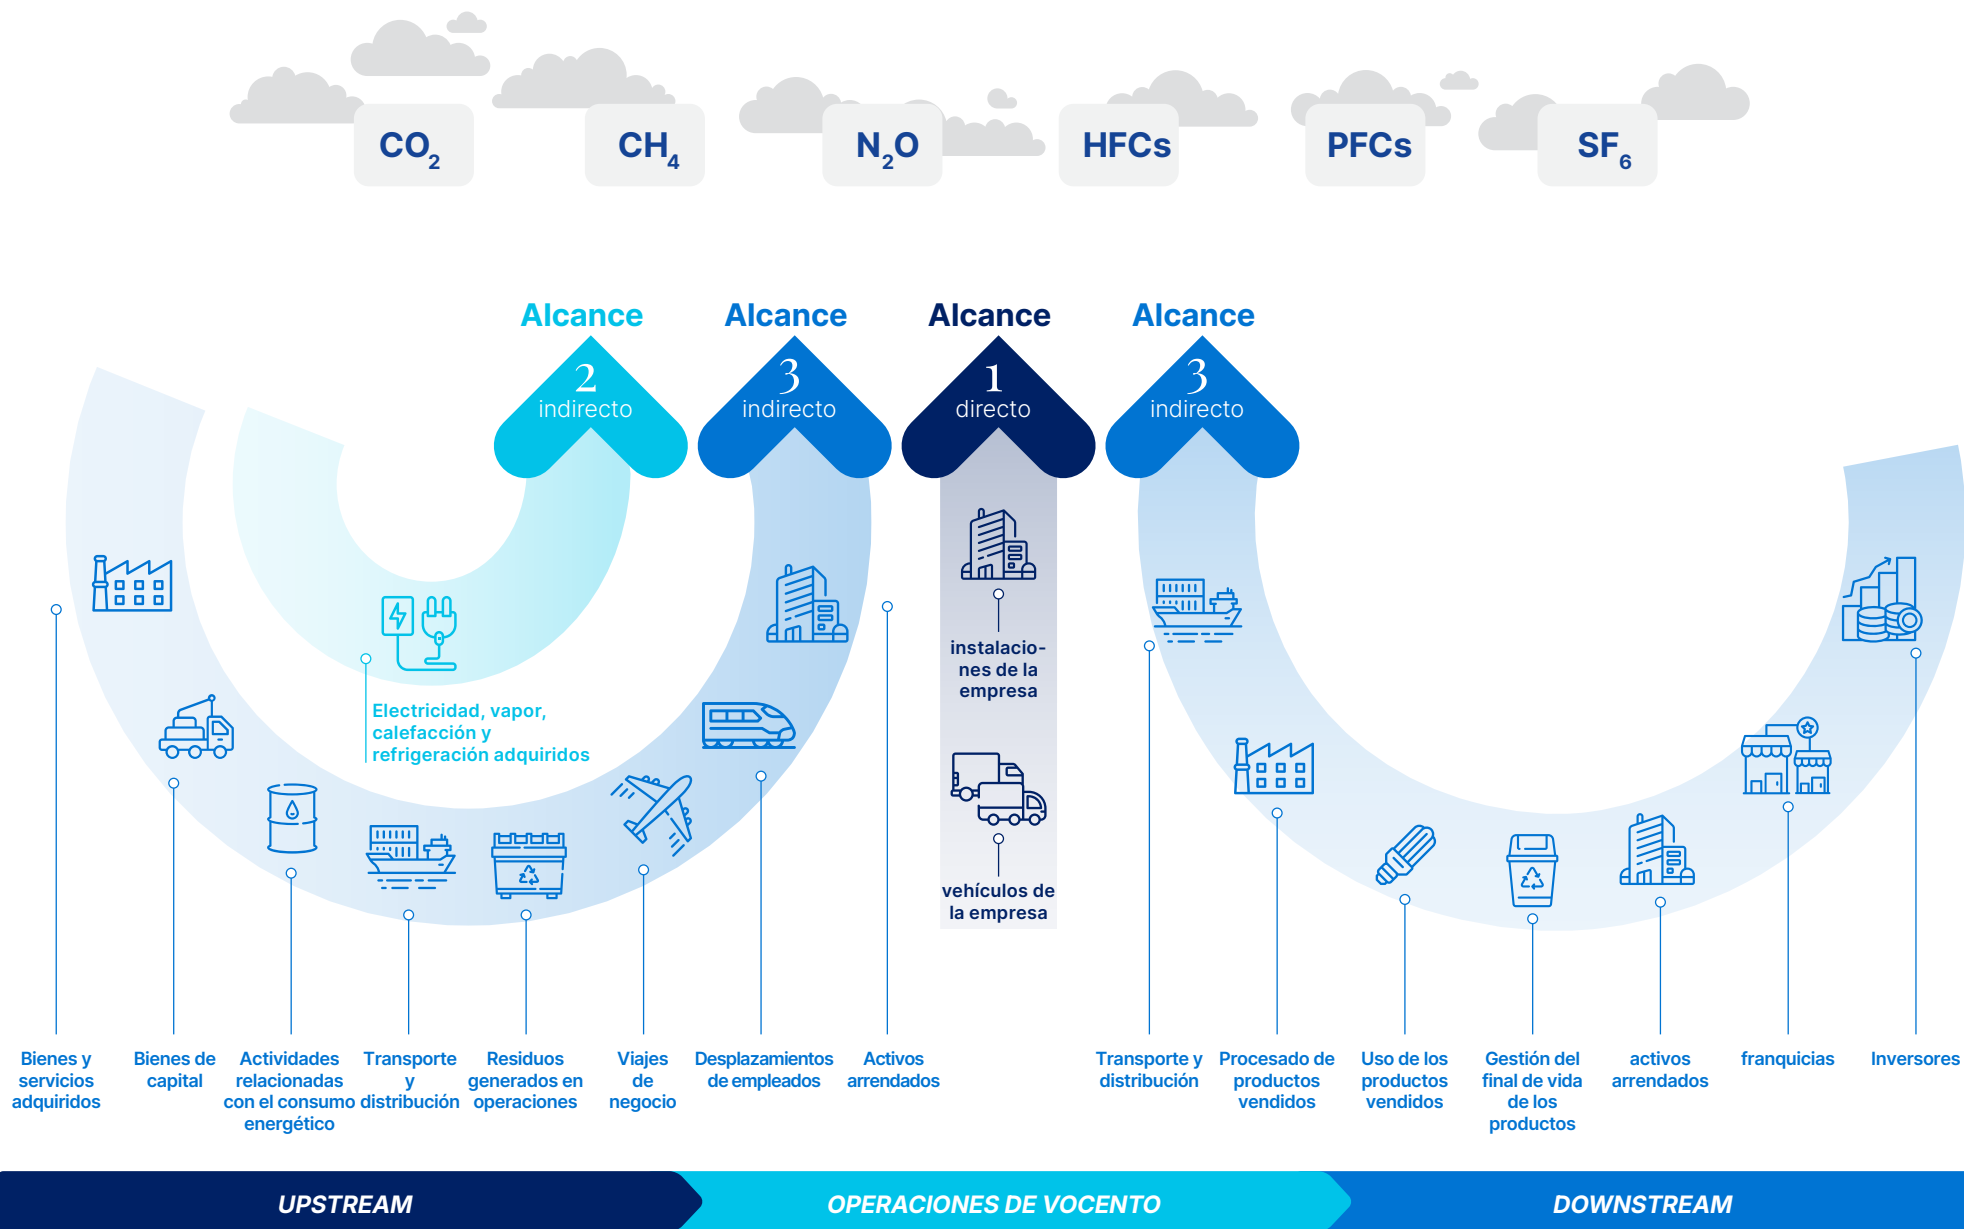 CO2
CH4
N2O
HFCs
PFCs
SF6
Alcance
2
indirecto
Alcance
3
indirecto
Alcance
1
directo
Alcance
3
indirecto
Electricidad, vapor,
calefacción y
refrigeración adquiridos
instalacio-
nes de la
empresa
vehículos de
la empresa
Bienes y
servicios
adquiridos
Bienes de
capital
Actividades
relacionadas
con el consumo
energético
Transporte
y
distribución
Residuos
generados en
operaciones
Viajes
de
negocio
Desplazamientos
de empleados
Activos
arrendados
Transporte y
distribución
Procesado de
productos
vendidos
Uso de los
productos
vendidos
Gestión del
final de vida
de los
productos
activos
arrendados
franquicias
Inversores
UPSTREAM
OPERACIONES DE VOCENTO
DOWNSTREAM